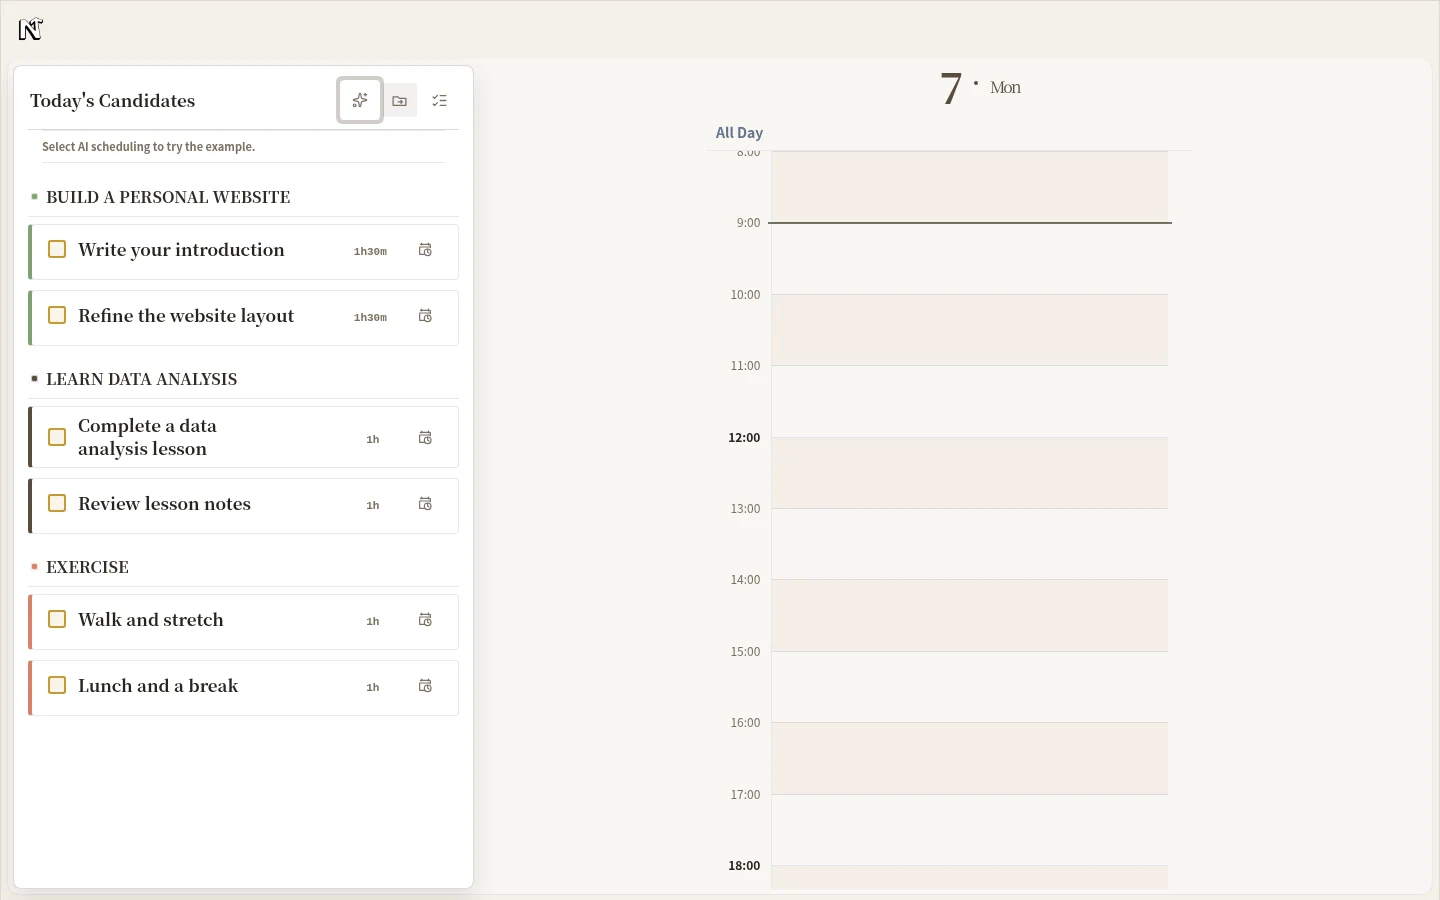 Today's Candidates
Select AI scheduling to try the example.
BUILD A PERSONAL WEBSITE
Write your introduction 1h30m
Refine the website layout 1h30m
LEARN DATA ANALYSIS
Complete a data
analysis lesson 1h
Review lesson notes 1h
EXERCISE
Walk and stretch 1h
Lunch and a break 1h
7 · Mon
All Day
8:00
9:00
10:00
11:00
12:00
13:00
14:00
15:00
16:00
17:00
18:00